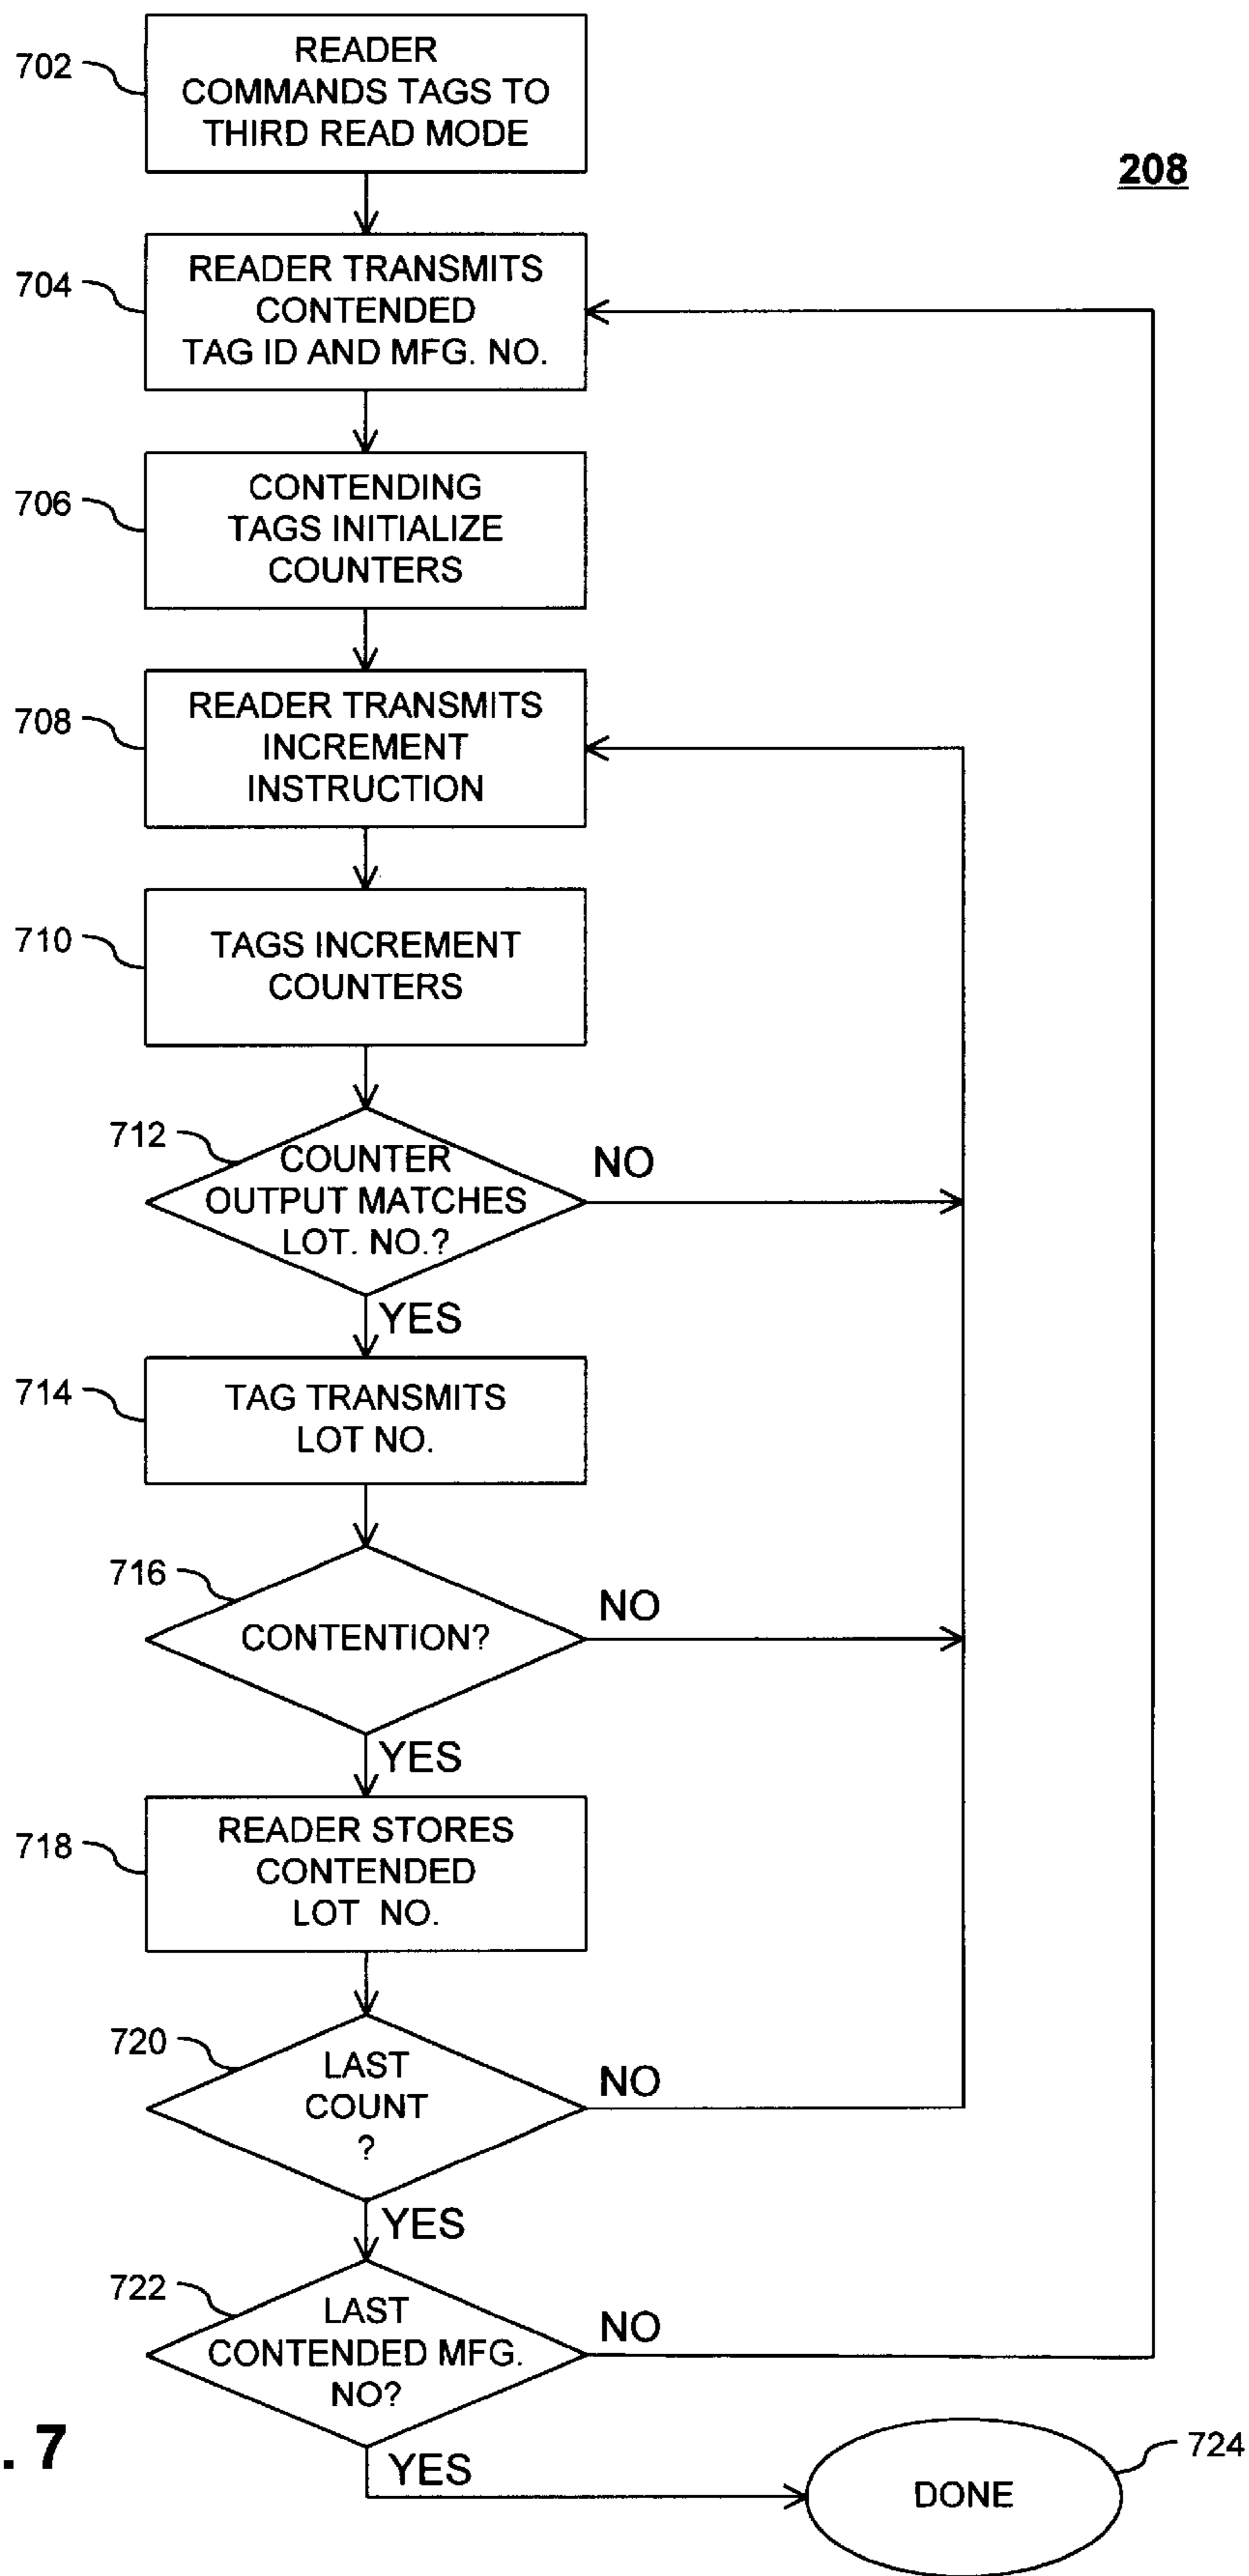 702
READER
COMMANDS TAGS TO
THIRD READ MODE
208
704
READER TRANSMITS
CONTENDED
TAG ID AND MFG. NO.
706
CONTENDING
TAGS INITIALIZE
COUNTERS
708
READER TRANSMITS
INCREMENT
INSTRUCTION
710
TAGS INCREMENT
COUNTERS
712
COUNTER
OUTPUT MATCHES
LOT. NO.?
NO
YES
714
TAG TRANSMITS
LOT NO.
716
CONTENTION?
NO
YES
718
READER STORES
CONTENDED
LOT NO.
720
LAST
COUNT
?
NO
YES
722
LAST
CONTENDED MFG.
NO?
NO
YES
. 7
724
DONE